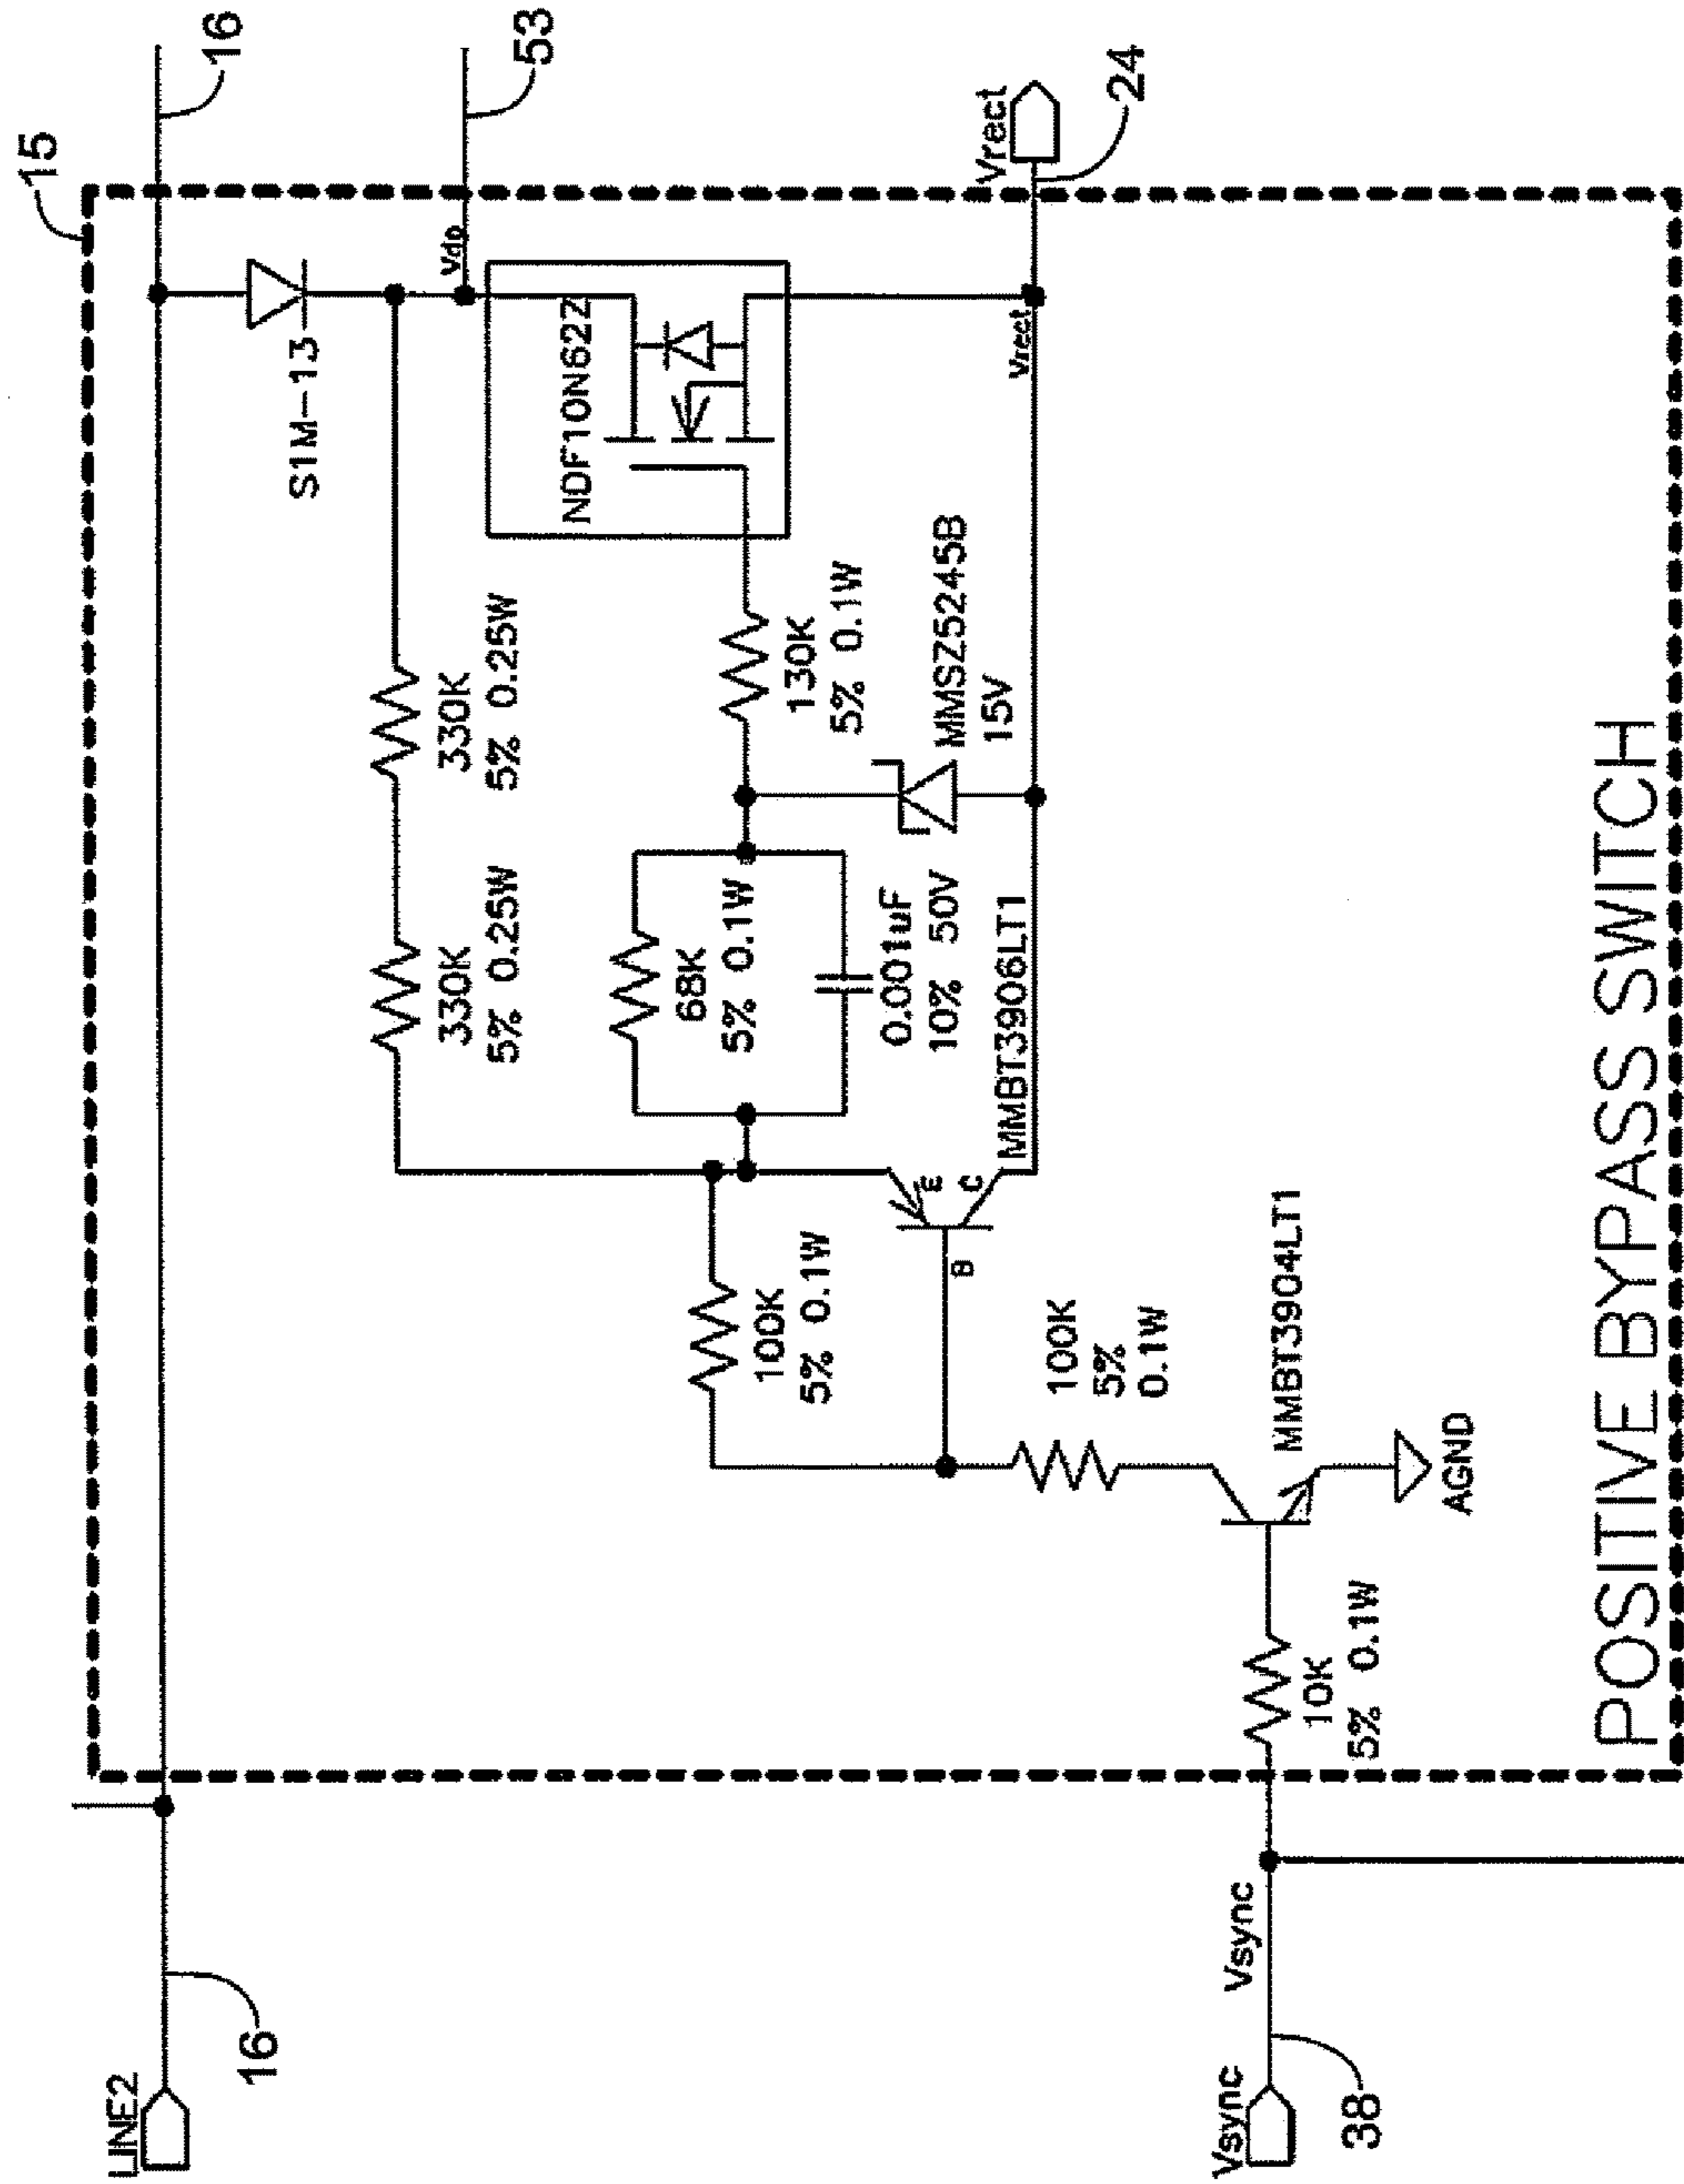 15
16
S1M-13
53
Vdp
NDF10N62Z
330K
5% 0.25W
330K
5% 0.25W
68K
5% 0.1W
0.001uF
10% 50V
130K
5% 0.1W
MMSZ5245B
15V
Vrect
Vrect
24
100K
5% 0.1W
E
C
B
MMBT3906LT1
100K
5%
0.1W
MMBT3904LT1
AGND
10K
5% 0.1W
LINE2
16
Vsync
Vsync
38
POSITIVE BYPASS SWITCH